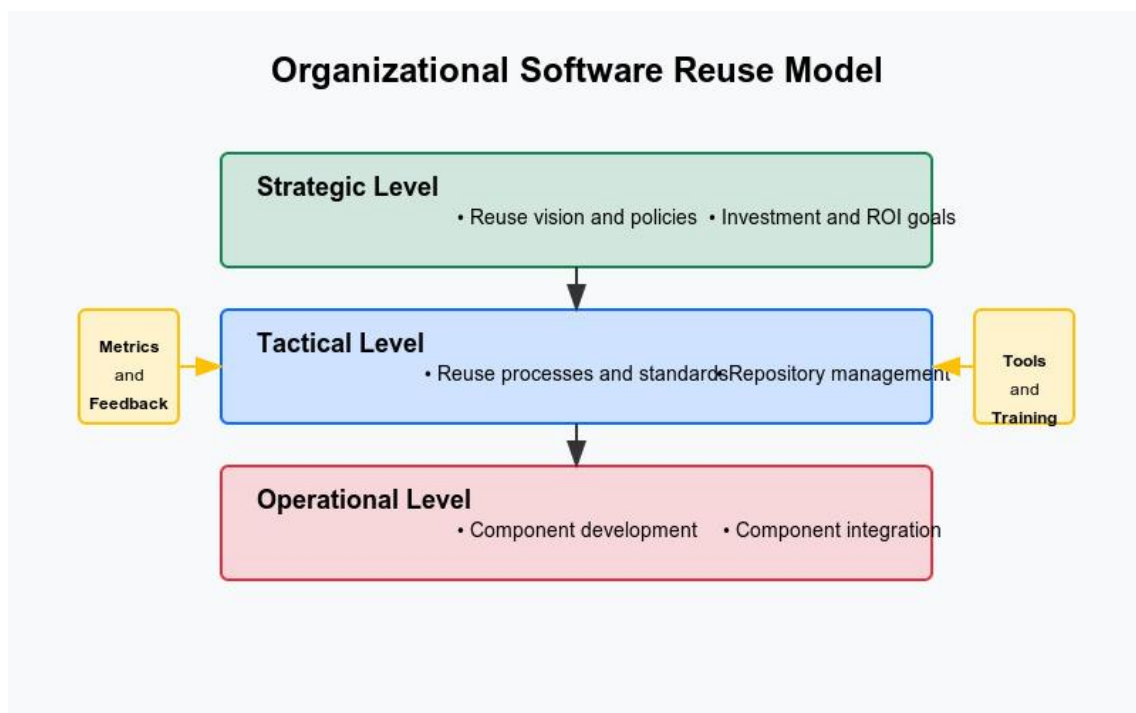 Organizational Software Reuse Model
Strategic Level
• Reuse vision and policies • Investment and ROI goals
Metrics
and
Feedback
Tactical Level
• Reuse processes and standards • Repository management
Tools
and
Training
Operational Level
• Component development • Component integration